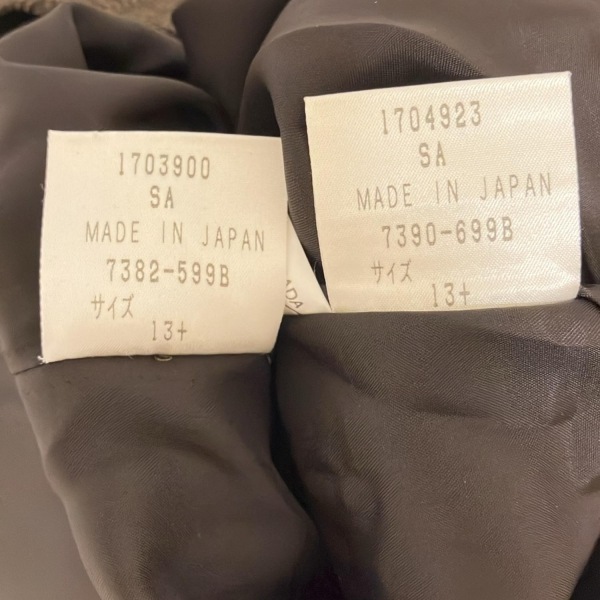 1703900
SA
MADE IN JAPAN
7382-599B
サイズ
13+
1704923
SA
MADE IN JAPAN
7390-699B
サイズ
13+